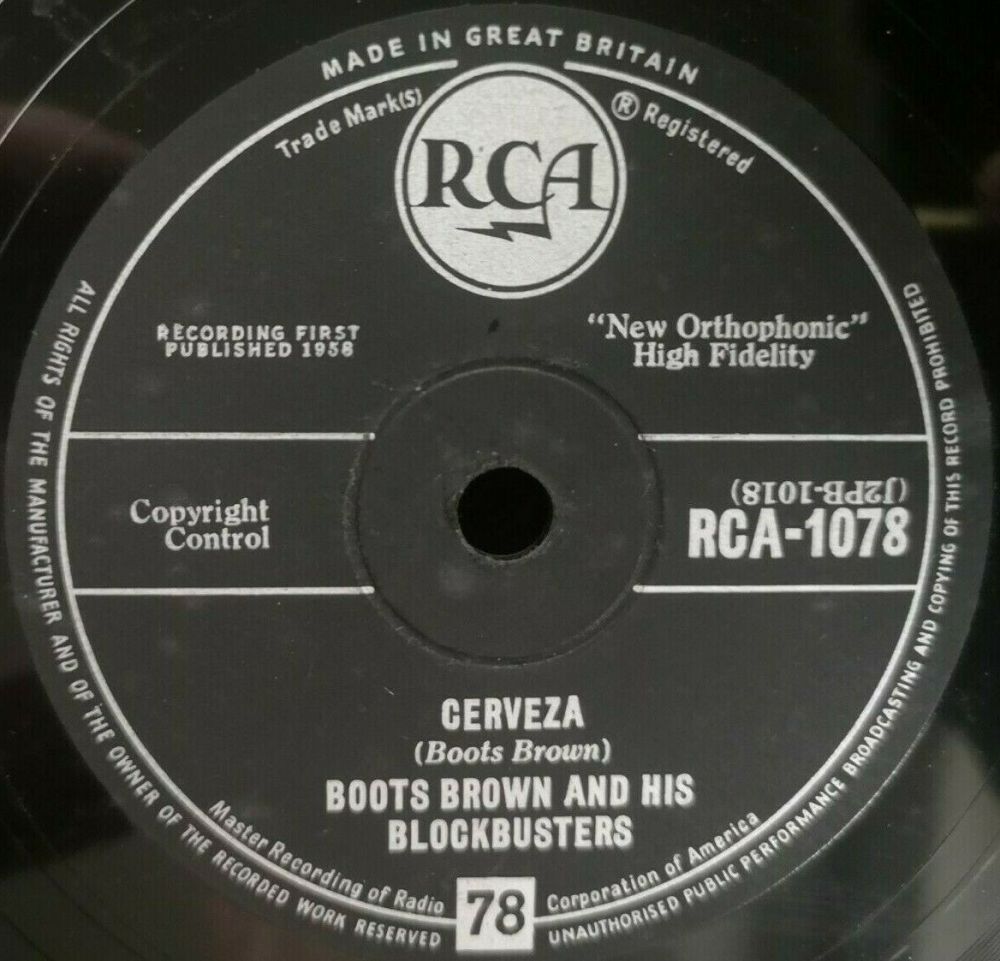 MADE IN GREAT BRITAIN
Trade Mark(S)
® Registered
RCA
RECORDING FIRST
PUBLISHED 1958
"New Orthophonic"
High Fidelity
Copyright
Control
(J2PB-1018)
RCA-1078
CERVEZA
(Boots Brown)
BOOTS BROWN AND HIS
BLOCKBUSTERS
Master Recording of Radio
Corporation of America
78
ALL RIGHTS OF THE MANUFACTURER AND OF THE OWNER OF THE RECORDED WORK RESERVED
UNAUTHORISED PUBLIC PERFORMANCE BROADCASTING AND COPYING OF THIS RECORD PROHIBITED